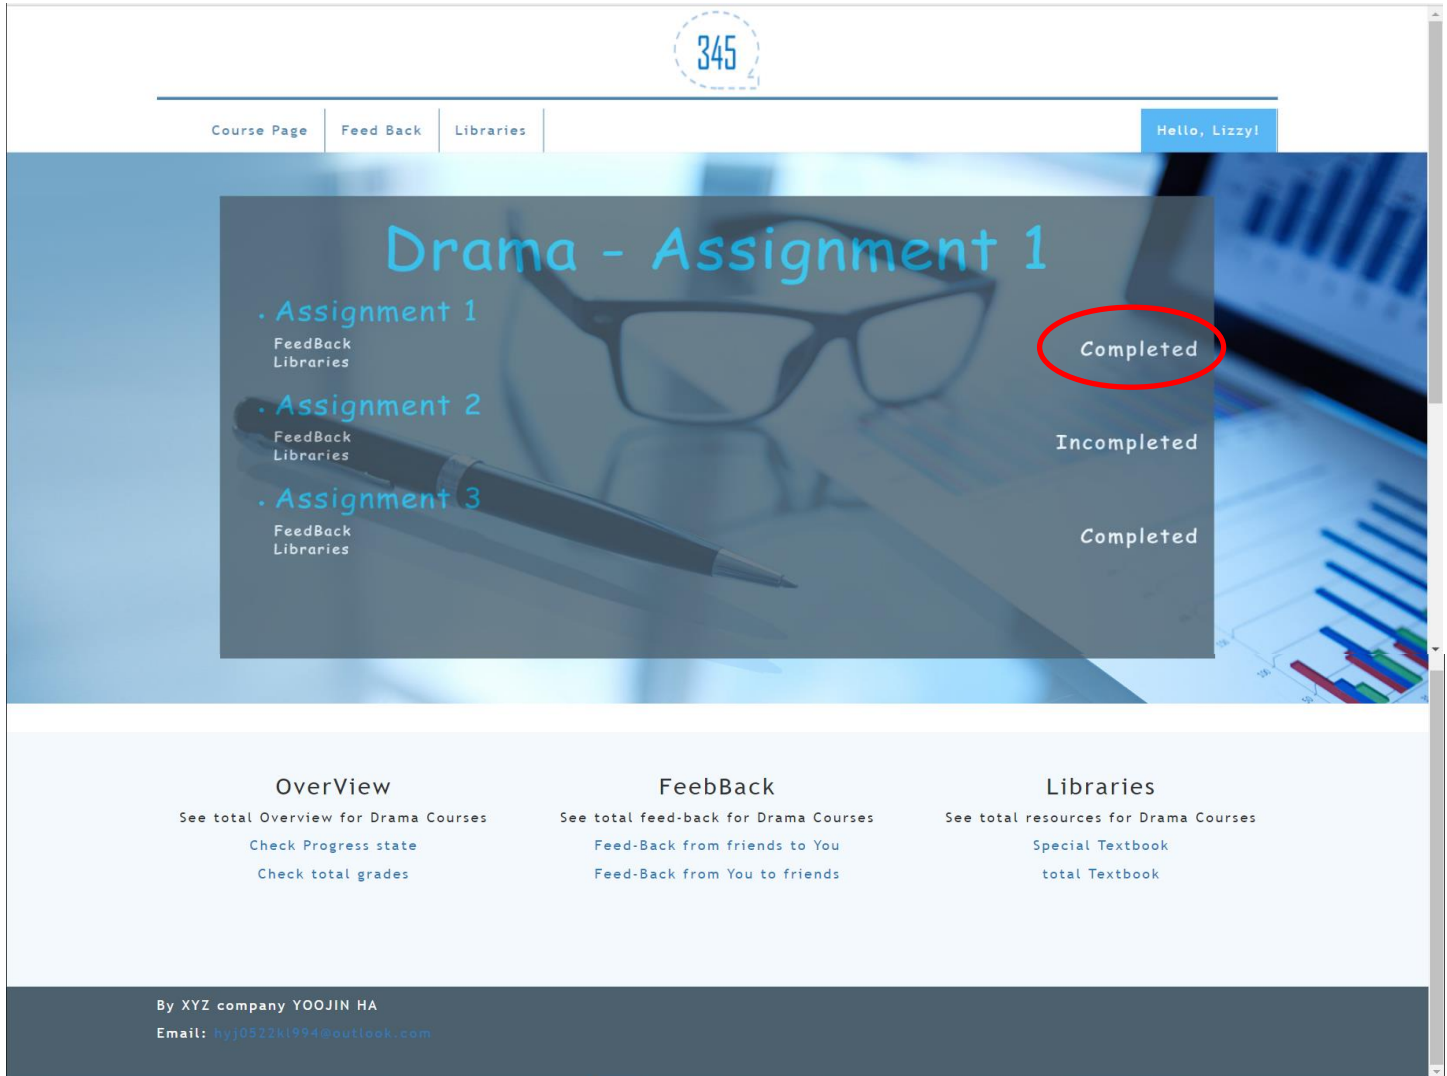 345
Course Page Feed Back Libraries Hello, Lizzy!
Drama - Assignment 1
Assignment 1
FeedBack
Libraries
Completed
Assignment 2
FeedBack
Libraries
Incompleted
Assignment 3
FeedBack
Libraries
Completed
OverView
See total Overview for Drama Courses
Check Progress state
Check total grades
FeebBack
See total feed-back for Drama Courses
Feed-Back from friends to You
Feed-Back from You to friends
Libraries
See total resources for Drama Courses
Special Textbook
total Textbook
By XYZ company YOOJIN HA
Email: